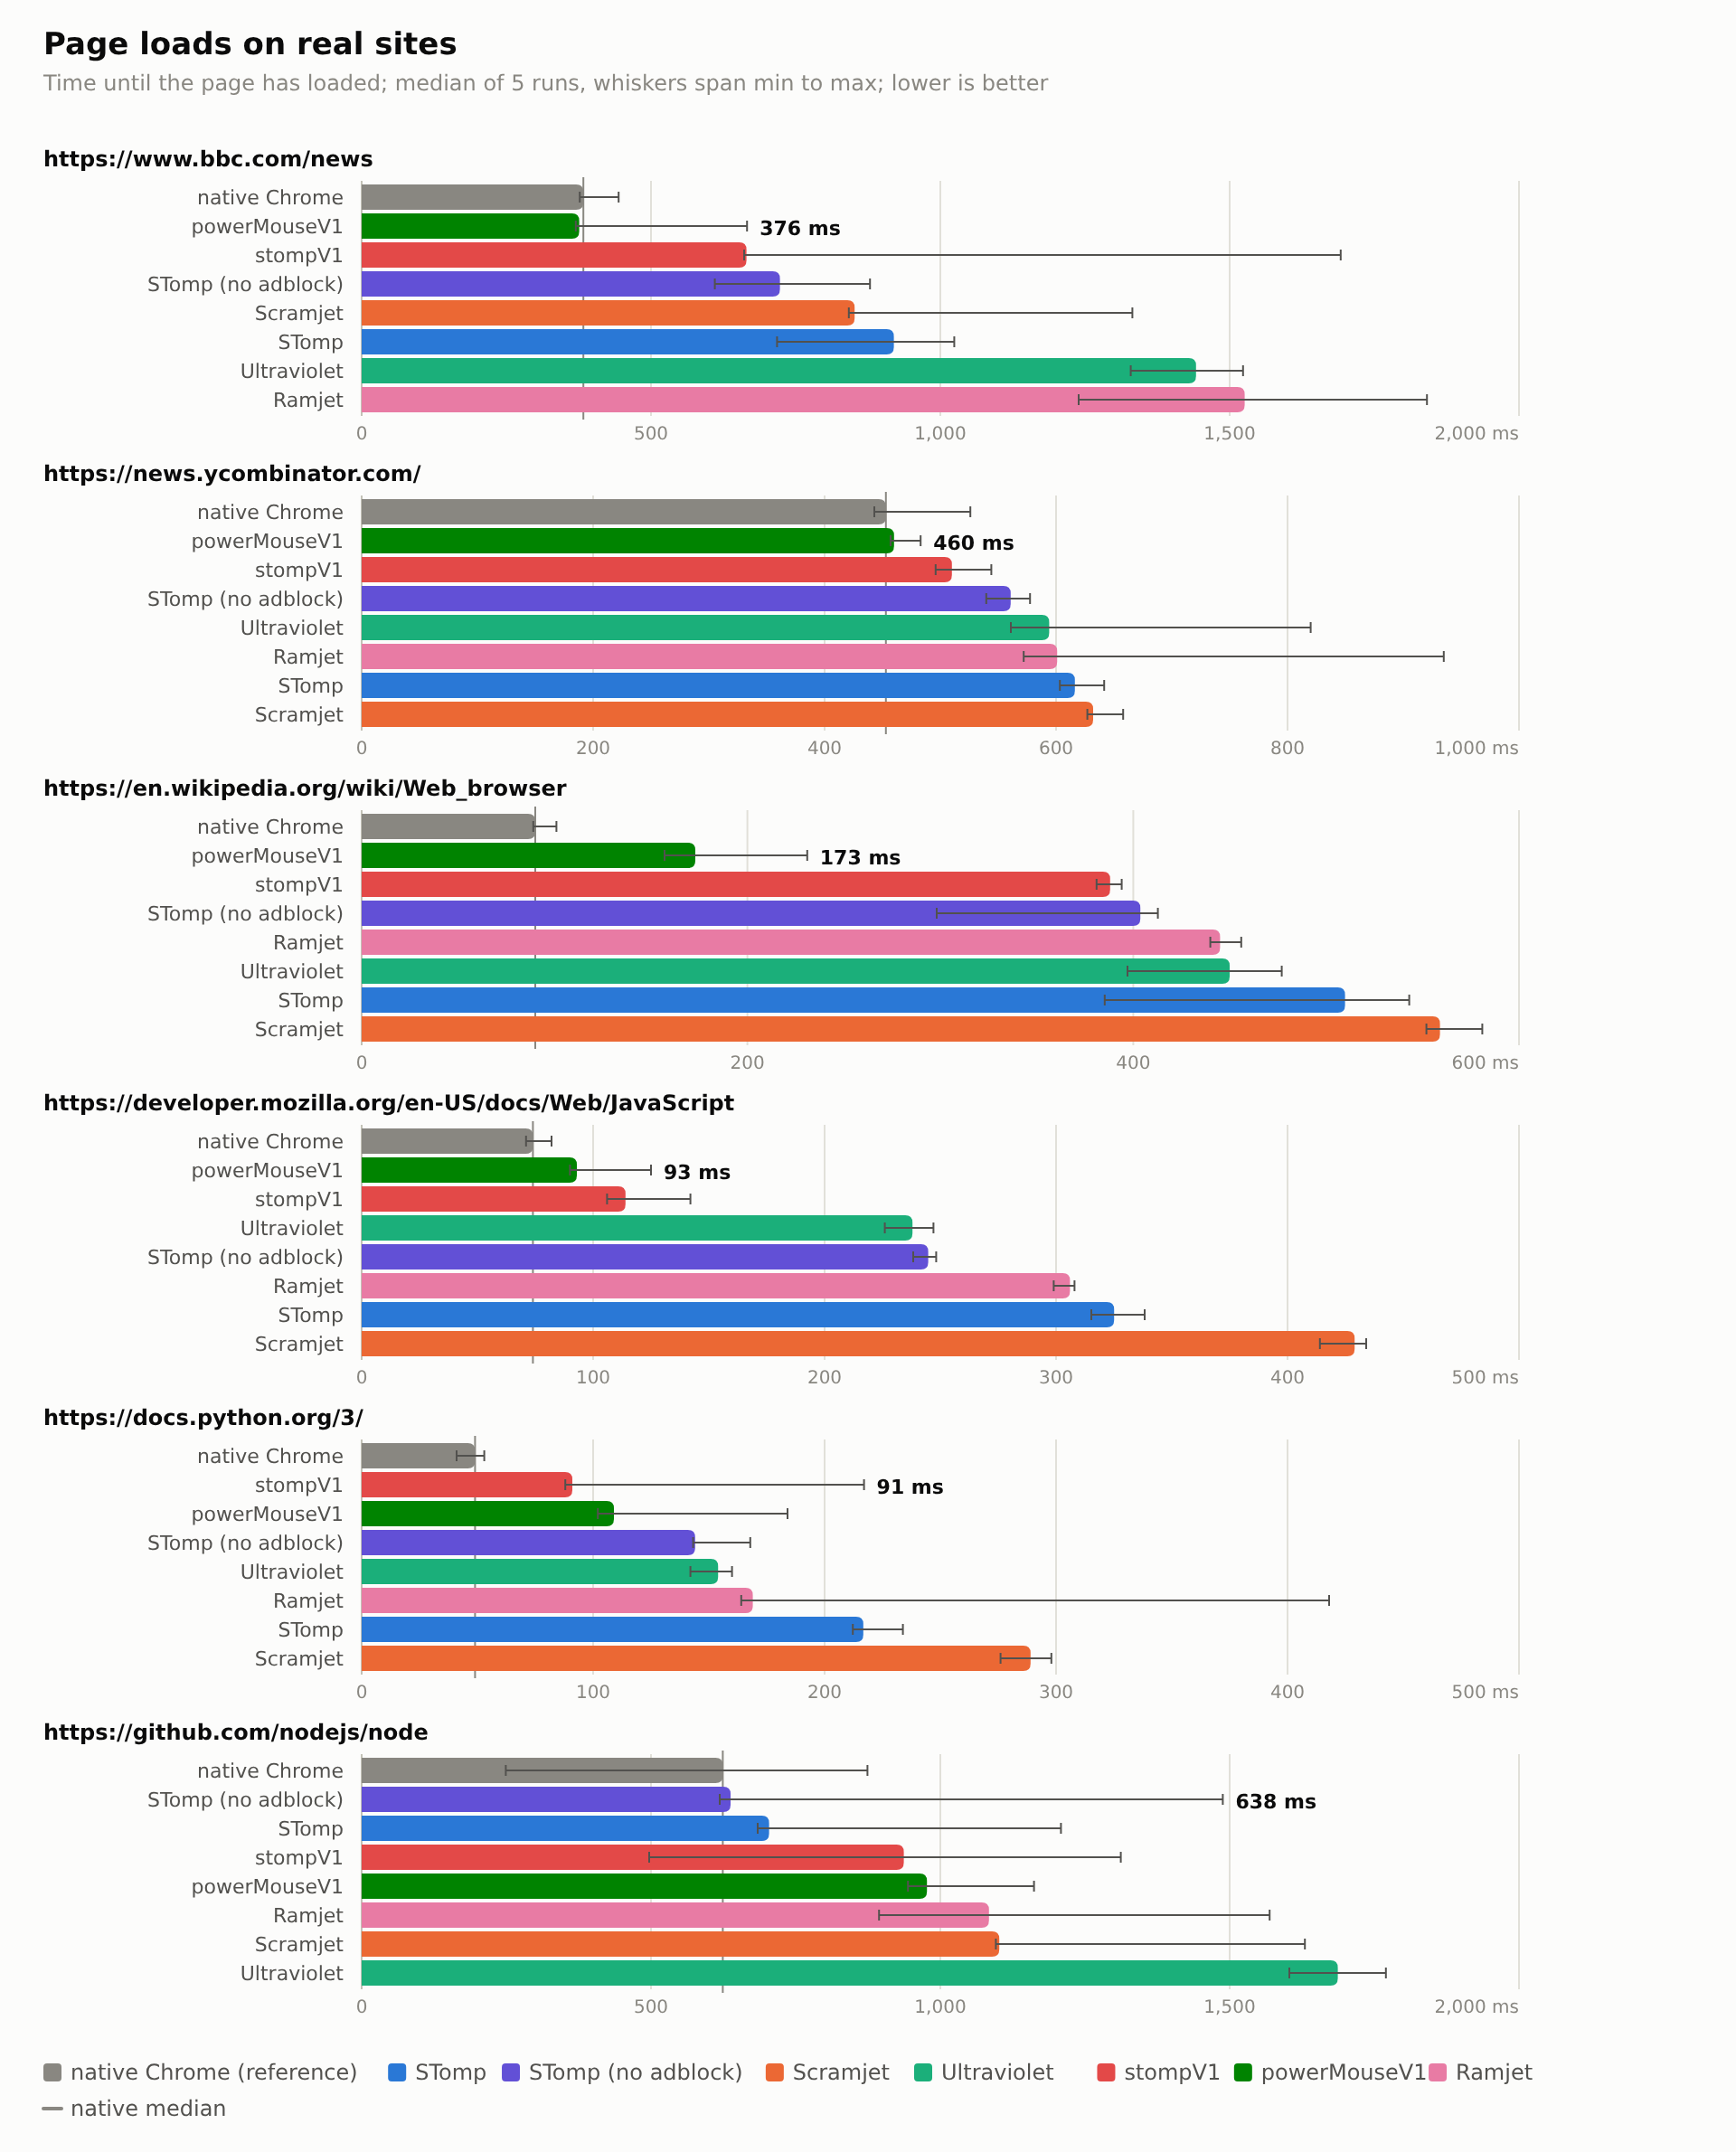 Page loads on real sites
Time until the page has loaded; median of 5 runs, whiskers span min to max; lower is better
https://www.bbc.com/news
native Chrome
powerMouseV1 376 ms
stompV1
STomp (no adblock)
Scramjet
STomp
Ultraviolet
Ramjet
0 500 1,000 1,500 2,000 ms
https://news.ycombinator.com/
native Chrome
powerMouseV1 460 ms
stompV1
STomp (no adblock)
Ultraviolet
Ramjet
STomp
Scramjet
0 200 400 600 800 1,000 ms
https://en.wikipedia.org/wiki/Web_browser
native Chrome
powerMouseV1 173 ms
stompV1
STomp (no adblock)
Ramjet
Ultraviolet
STomp
Scramjet
0 200 400 600 ms
https://developer.mozilla.org/en-US/docs/Web/JavaScript
native Chrome
powerMouseV1 93 ms
stompV1
Ultraviolet
STomp (no adblock)
Ramjet
STomp
Scramjet
0 100 200 300 400 500 ms
https://docs.python.org/3/
native Chrome
stompV1 91 ms
powerMouseV1
STomp (no adblock)
Ultraviolet
Ramjet
STomp
Scramjet
0 100 200 300 400 500 ms
https://github.com/nodejs/node
native Chrome
STomp (no adblock) 638 ms
STomp
stompV1
powerMouseV1
Ramjet
Scramjet
Ultraviolet
0 500 1,000 1,500 2,000 ms
native Chrome (reference) STomp STomp (no adblock) Scramjet Ultraviolet stompV1 powerMouseV1 Ramjet
native median